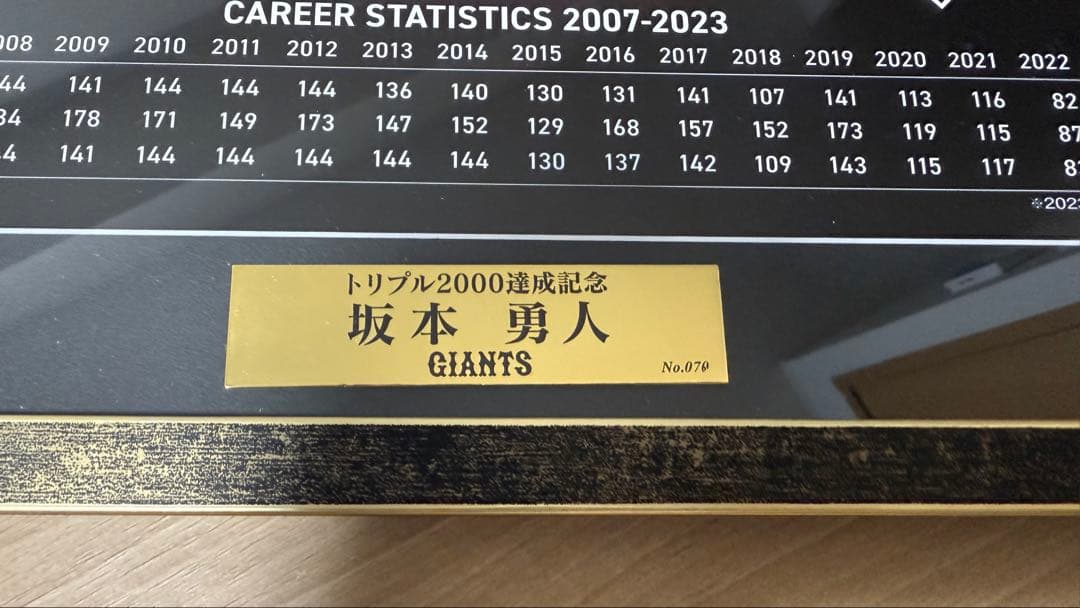 CAREER STATISTICS 2007-2023
2009 2010 2011 2012 2013 2014 2015 2016 2017 2018 2019 2020 2021 2022
141 144 144 144 136 140 130 131 141 107 141 113 116 82
178 171 149 173 147 152 129 168 157 152 173 119 115 87
141 144 144 144 144 144 130 137 142 109 143 115 117
トリプル2000達成記念
坂本 勇人
GIANTS
No.070